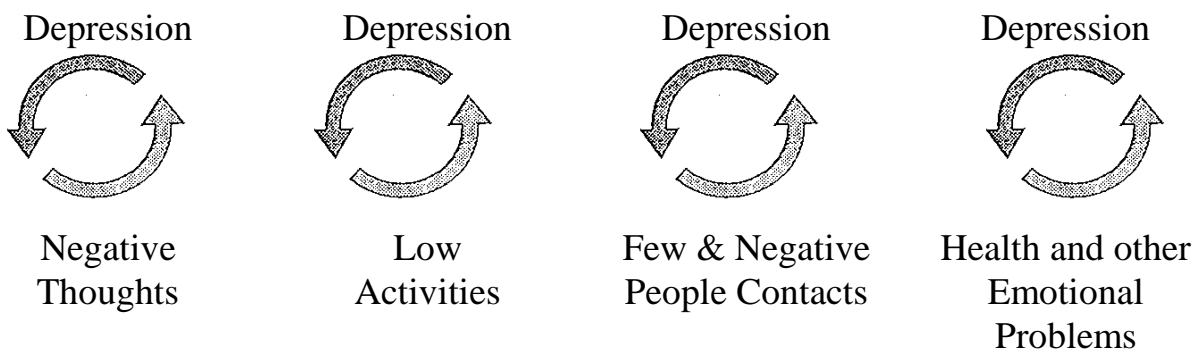 Depression
Depression
Depression
Depression
Negative
Thoughts
Low
Activities
Few & Negative
People Contacts
Health and other
Emotional
Problems